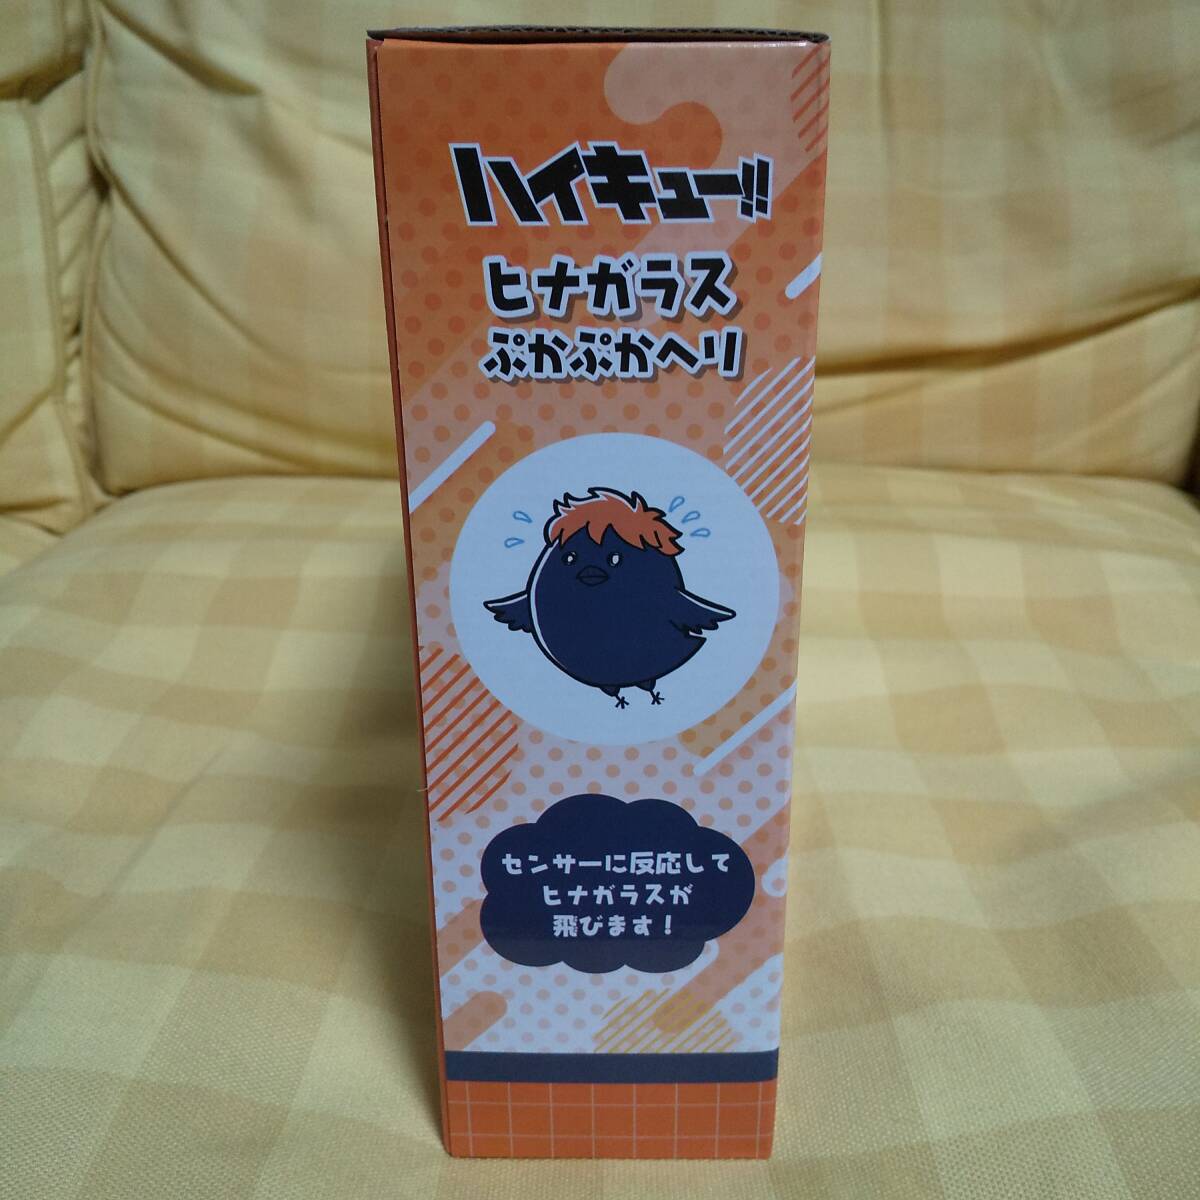 ハイキュー!!
ヒナガラス
ぷかぷかヘリ
センサーに反応して
ヒナガラスが
飛びます！